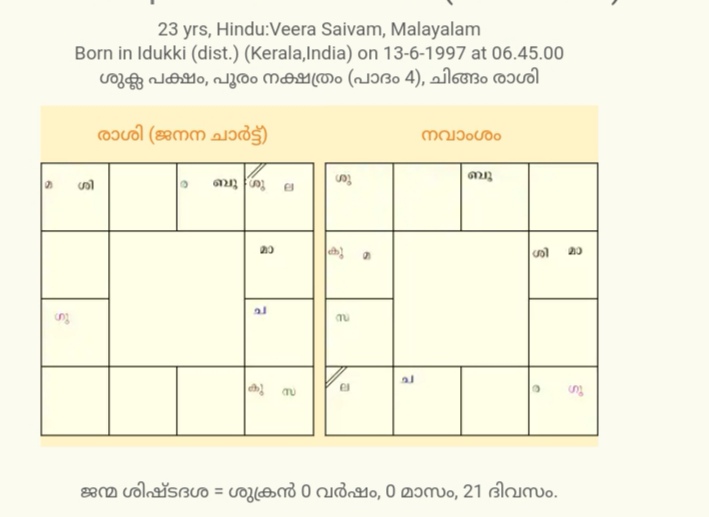 23 yrs, Hindu:Veera Saivam, Malayalam
Born in Idukki (dist.) (Kerala,India) on 13-6-1997 at 06.45.00
ശുക്ല പക്ഷം, പൂരം നക്ഷത്രം (പാദം 4), ചിങ്ങം രാശി
രാശി (ജനന ചാർട്ട്) നവാംശം
മ ശി ര ബു ശു ല ശു ബു
മാ കു മ ശി മാ
ഗു ച സ
കു സ ല ച ര ഗു
ജന്മ ശിഷ്ടദശ = ശുക്രൻ 0 വർഷം, 0 മാസം, 21 ദിവസം.